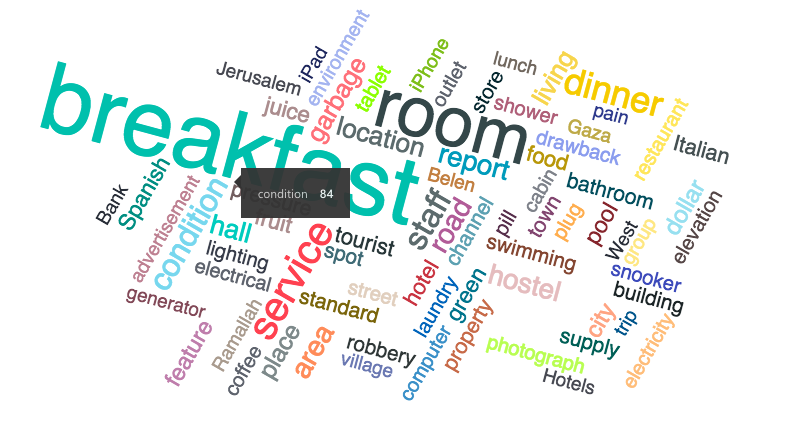 environment
iPhone
iPad
Jerusalem
garbage
tablet
outlet
lunch
living
store
dinner
breakfast
juice
room
location
shower
pain
Gaza
restaurant
Italian
drawback
report
food
Belen
cabin
bathroom
dollar
elevation
Bank
Spanish
advertisement
condition
condition 84
pressure
fruit
hall
staff
road
channel
pill
town
plug
pool
West
group
lighting
electrical
service
tourist
spot
swimming
hostel
snooker
building
generator
standard
street
hotel
laundry
green
feature
Ramallah
coffee
place
area
robbery
village
computer
property
photograph
supply
city
trip
electricity
Hotels